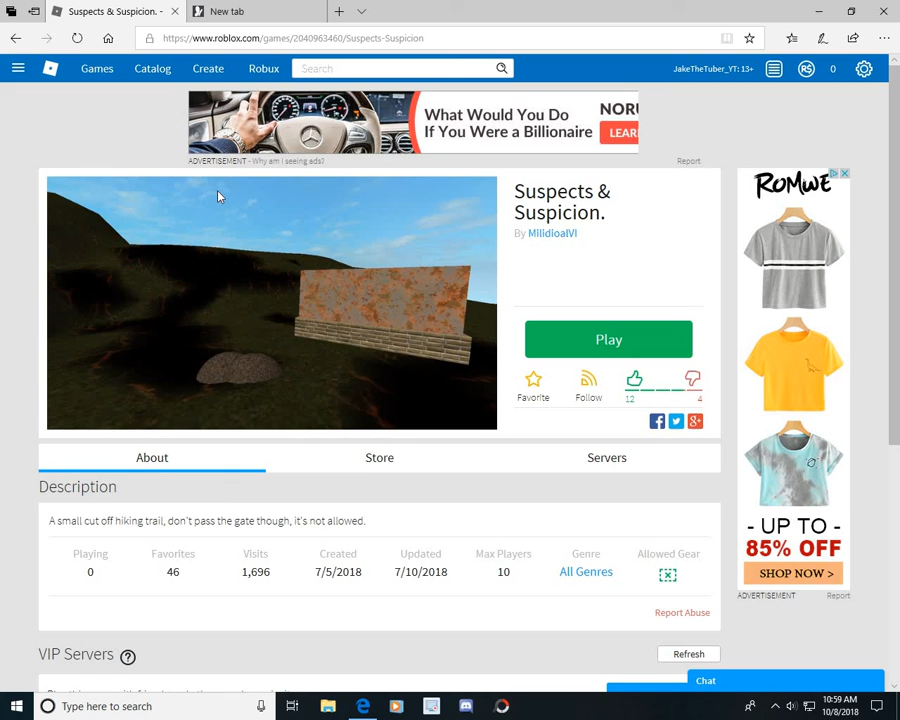 Suspects & Suspicion. -
New tab
https://www.roblox.com/games/2040963460/Suspects-Suspicion
Games
Catalog
Create
Robux
Search
JakeTheTuber_YT: 13+
R$
0
What Would You Do
If You Were a Billionaire
LEAR
ADVERTISEMENT - Why am I seeing ads?
Report
Suspects &
Suspicion.
By MilidioalVI
Play
Favorite
Follow
12
4
ROMWE
- UP TO -
85% OFF
SHOP NOW >
ADVERTISEMENT
Report
About
Store
Servers
Description
A small cut off hiking trail, don't pass the gate though, it's not allowed.
Playing
Favorites
Visits
Created
Updated
Max Players
Genre
Allowed Gear
0
46
1,696
7/5/2018
7/10/2018
10
All Genres
Report Abuse
VIP Servers
Refresh
Chat
Type here to search
10:59 AM
10/8/2018